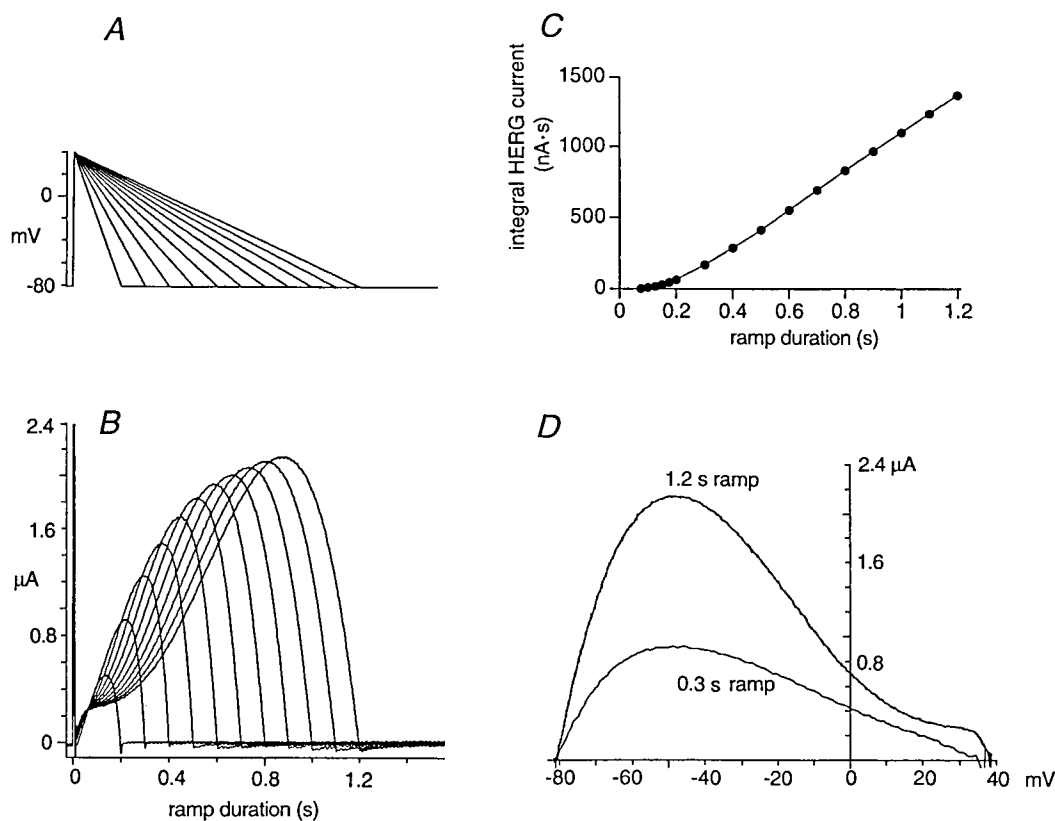 A
0
mV
-80
C
integral HERG current
(nA·s)
1500
1000
500
0
0 0.2 0.4 0.6 0.8 1 1.2
ramp duration (s)
B
2.4
1.6
μA
0.8
0
0 0.4 0.8 1.2
ramp duration (s)
D
2.4 μA
1.2 s ramp
1.6
0.8
0.3 s ramp
-80 -60 -40 -20 0 20 40 mV